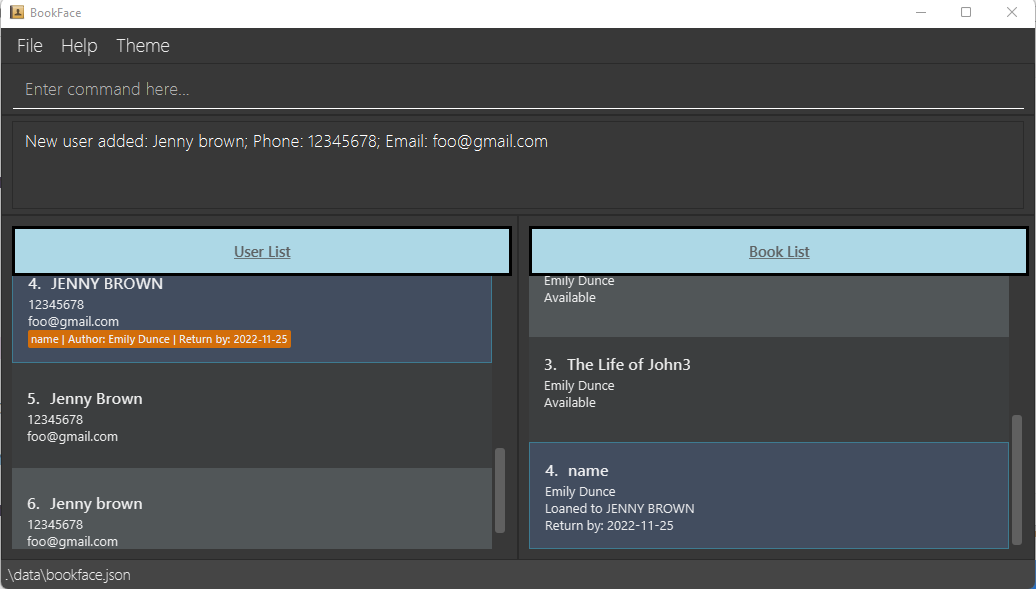 BookFace
File Help Theme
Enter command here...
New user added: Jenny brown; Phone: 12345678; Email: foo@gmail.com
User List
4. JENNY BROWN
12345678
foo@gmail.com
name | Author: Emily Dunce | Return by: 2022-11-25
5. Jenny Brown
12345678
foo@gmail.com
6. Jenny brown
12345678
foo@gmail.com
Book List
Emily Dunce
Available
3. The Life of John3
Emily Dunce
Available
4. name
Emily Dunce
Loaned to JENNY BROWN
Return by: 2022-11-25
.\data\bookface.json